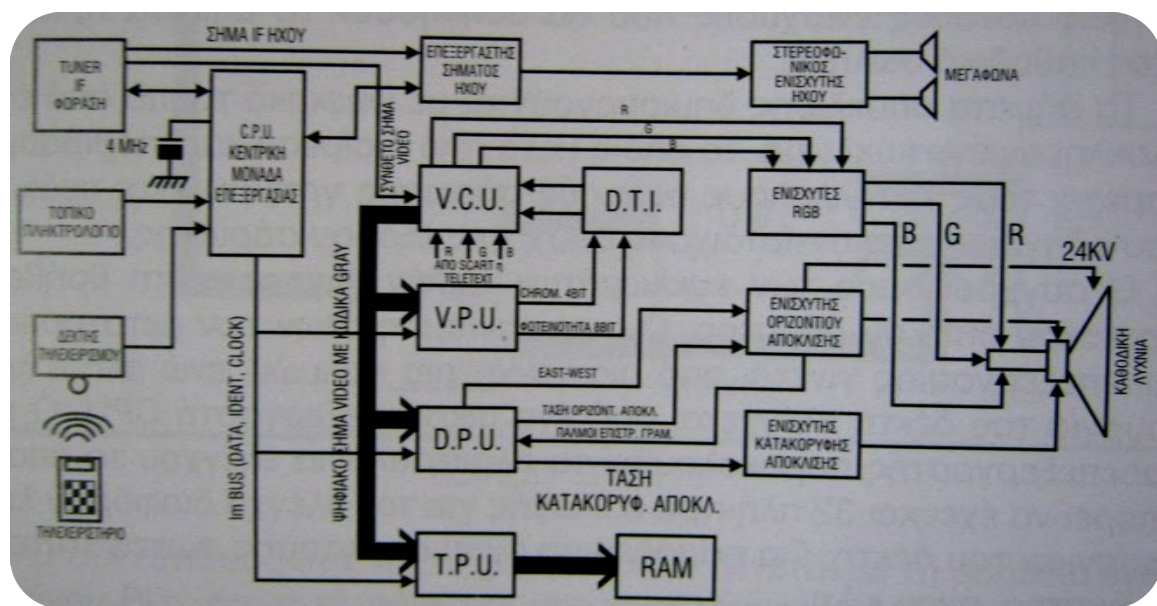 ΣΗΜΑ IF ΗΧΟΥ
TUNER
IF
ΦΩΡΑΣΗ
ΕΠΕΞΕΡΓΑΣΤΗΣ
ΣΗΜΑΤΟΣ
ΗΧΟΥ
ΣΤΕΡΕΟΦΩ-
ΝΙΚΟΣ
ΕΝΙΣΧΥΤΗΣ
ΗΧΟΥ
ΜΕΓΑΦΩΝΑ
4 MHz
C.P.U.
ΚΕΝΤΡΙΚΗ
ΜΟΝΑΔΑ
ΕΠΕΞΕΡΓΑΣΙΑΣ
ΣΥΝΘΕΤΟ ΣΗΜΑ
VIDEO
R
G
B
ΤΟΠΙΚΟ
ΠΛΗΚΤΡΟΛΟΓΙΟ
V.C.U.
D.T.I.
ΕΝΙΣΧΥΤΕΣ
RGB
B
G
R
24KV
R
G
B
ΑΠΟ SCART η
TELETEXT
CHROM. 4BIT
V.P.U.
ΦΩΤΕΙΝΟΤΗΤΑ 8BIT
ΔΕΚΤΗΣ
ΤΗΛΕΧΕΙΡΙΣΜΟΥ
ΕΝΙΣΧΥΤΗΣ
ΟΡΙΖΟΝΤΙΟΥ
ΑΠΟΚΛΙΣΗΣ
ΚΑΘΟΔΙΚΗ
ΛΥΧΝΙΑ
EAST-WEST
D.P.U.
ΤΑΣΗ ΟΡΙΖΟΝΤ. ΑΠΟΚΛ.
ΠΑΛΜΟΙ ΕΠΙΣΤΡ. ΓΡΑΜ.
ΕΝΙΣΧΥΤΗΣ
ΚΑΤΑΚΟΡΥΦΗΣ
ΑΠΟΚΛΙΣΗΣ
ΤΑΣΗ
ΚΑΤΑΚΟΡΥΦ. ΑΠΟΚΛ.
ΤΗΛΕΧΕΙΡΙΣΤΗΡΙΟ
Im BUS (DATA, IDENT, CLOCK)
ΨΗΦΙΑΚΟ ΣΗΜΑ VIDEO ΜΕ ΚΩΔΙΚΑ GRAY
T.P.U.
RAM